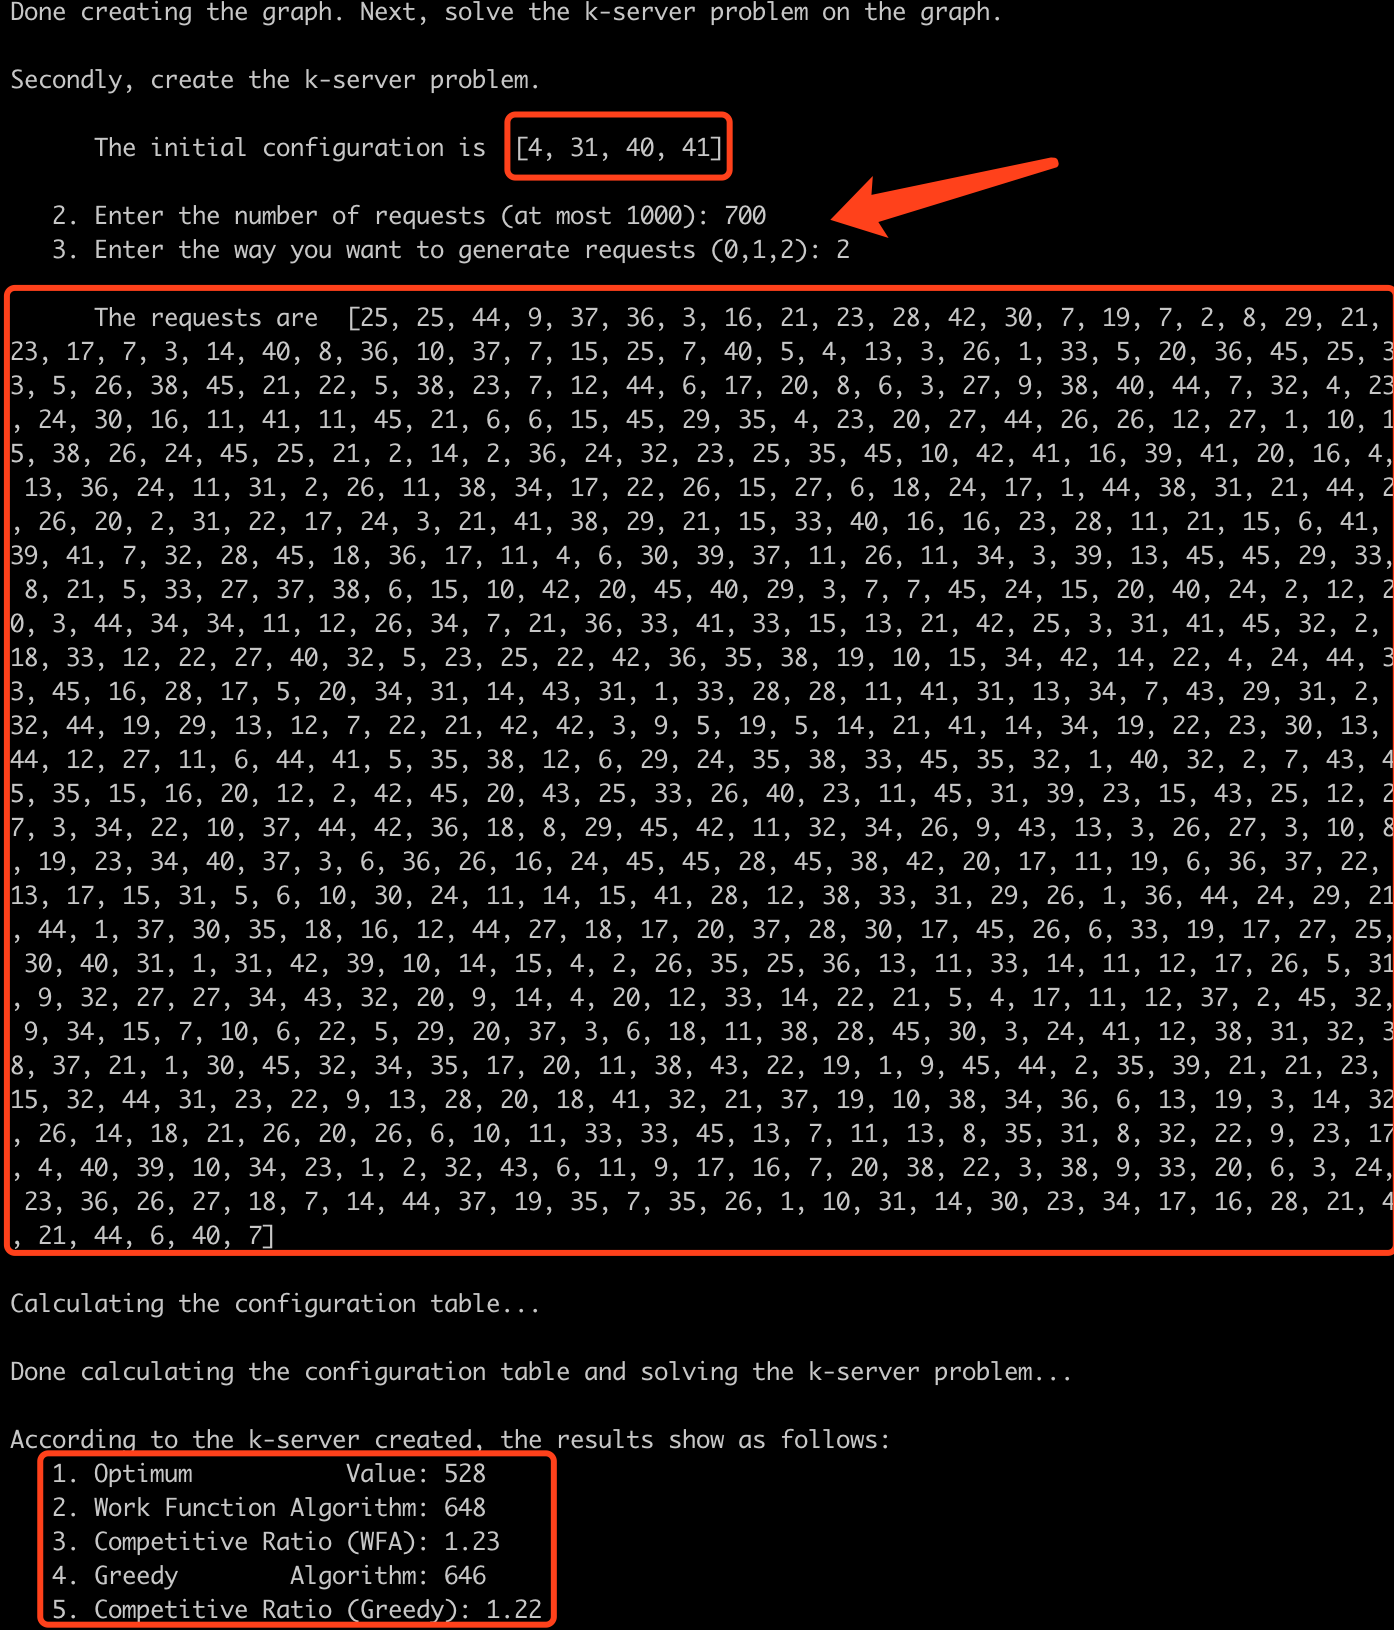 Done creating the graph. Next, solve the k-server problem on the graph.
Secondly, create the k-server problem.
The initial configuration is  [4, 31, 40, 41]
2. Enter the number of requests (at most 1000): 700
3. Enter the way you want to generate requests (0,1,2): 2
The requests are  [25, 25, 44, 9, 37, 36, 3, 16, 21, 23, 28, 42, 30, 7, 19, 7, 2, 8, 29, 21,
23, 17, 7, 3, 14, 40, 8, 36, 10, 37, 7, 15, 25, 7, 40, 5, 4, 13, 3, 26, 1, 33, 5, 20, 36, 45, 25, 3
3, 5, 26, 38, 45, 21, 22, 5, 38, 23, 7, 12, 44, 6, 17, 20, 8, 6, 3, 27, 9, 38, 40, 44, 7, 32, 4, 23
, 24, 30, 16, 11, 41, 11, 45, 21, 6, 6, 15, 45, 29, 35, 4, 23, 20, 27, 44, 26, 26, 12, 27, 1, 10, 1
5, 38, 26, 24, 45, 25, 21, 2, 14, 2, 36, 24, 32, 23, 25, 35, 45, 10, 42, 41, 16, 39, 41, 20, 16, 4,
13, 36, 24, 11, 31, 2, 26, 11, 38, 34, 17, 22, 26, 15, 27, 6, 18, 24, 17, 1, 44, 38, 31, 21, 44, 2
, 26, 20, 2, 31, 22, 17, 24, 3, 21, 41, 38, 29, 21, 15, 33, 40, 16, 16, 23, 28, 11, 21, 15, 6, 41,
39, 41, 7, 32, 28, 45, 18, 36, 17, 11, 4, 6, 30, 39, 37, 11, 26, 11, 34, 3, 39, 13, 45, 45, 29, 33,
8, 21, 5, 33, 27, 37, 38, 6, 15, 10, 42, 20, 45, 40, 29, 3, 7, 7, 45, 24, 15, 20, 40, 24, 2, 12, 2
0, 3, 44, 34, 34, 11, 12, 26, 34, 7, 21, 36, 33, 41, 33, 15, 13, 21, 42, 25, 3, 31, 41, 45, 32, 2,
18, 33, 12, 22, 27, 40, 32, 5, 23, 25, 22, 42, 36, 35, 38, 19, 10, 15, 34, 42, 14, 22, 4, 24, 44, 3
3, 45, 16, 28, 17, 5, 20, 34, 31, 14, 43, 31, 1, 33, 28, 28, 11, 41, 31, 13, 34, 7, 43, 29, 31, 2,
32, 44, 19, 29, 13, 12, 7, 22, 21, 42, 42, 3, 9, 5, 19, 5, 14, 21, 41, 14, 34, 19, 22, 23, 30, 13,
44, 12, 27, 11, 6, 44, 41, 5, 35, 38, 12, 6, 29, 24, 35, 38, 33, 45, 35, 32, 1, 40, 32, 2, 7, 43, 4
5, 35, 15, 16, 20, 12, 2, 42, 45, 20, 43, 25, 33, 26, 40, 23, 11, 45, 31, 39, 23, 15, 43, 25, 12, 2
7, 3, 34, 22, 10, 37, 44, 42, 36, 18, 8, 29, 45, 42, 11, 32, 34, 26, 9, 43, 13, 3, 26, 27, 3, 10, 8
, 19, 23, 34, 40, 37, 3, 6, 36, 26, 16, 24, 45, 45, 28, 45, 38, 42, 20, 17, 11, 19, 6, 36, 37, 22,
13, 17, 15, 31, 5, 6, 10, 30, 24, 11, 14, 15, 41, 28, 12, 38, 33, 31, 29, 26, 1, 36, 44, 24, 29, 21
, 44, 1, 37, 30, 35, 18, 16, 12, 44, 27, 18, 17, 20, 37, 28, 30, 17, 45, 26, 6, 33, 19, 17, 27, 25,
30, 40, 31, 1, 31, 42, 39, 10, 14, 15, 4, 2, 26, 35, 25, 36, 13, 11, 33, 14, 11, 12, 17, 26, 5, 31
, 9, 32, 27, 27, 34, 43, 32, 20, 9, 14, 4, 20, 12, 33, 14, 22, 21, 5, 4, 17, 11, 12, 37, 2, 45, 32,
9, 34, 15, 7, 10, 6, 22, 5, 29, 20, 37, 3, 6, 18, 11, 38, 28, 45, 30, 3, 24, 41, 12, 38, 31, 32, 3
8, 37, 21, 1, 30, 45, 32, 34, 35, 17, 20, 11, 38, 43, 22, 19, 1, 9, 45, 44, 2, 35, 39, 21, 21, 23,
15, 32, 44, 31, 23, 22, 9, 13, 28, 20, 18, 41, 32, 21, 37, 19, 10, 38, 34, 36, 6, 13, 19, 3, 14, 32
, 26, 14, 18, 21, 26, 20, 26, 6, 10, 11, 33, 33, 45, 13, 7, 11, 13, 8, 35, 31, 8, 32, 22, 9, 23, 17
, 4, 40, 39, 10, 34, 23, 1, 2, 32, 43, 6, 11, 9, 17, 16, 7, 20, 38, 22, 3, 38, 9, 33, 20, 6, 3, 24,
23, 36, 26, 27, 18, 7, 14, 44, 37, 19, 35, 7, 35, 26, 1, 10, 31, 14, 30, 23, 34, 17, 16, 28, 21, 4
, 21, 44, 6, 40, 7]
Calculating the configuration table...
Done calculating the configuration table and solving the k-server problem...
According to the k-server created, the results show as follows:
1. Optimum           Value: 528
2. Work Function Algorithm: 648
3. Competitive Ratio (WFA): 1.23
4. Greedy        Algorithm: 646
5. Competitive Ratio (Greedy): 1.22